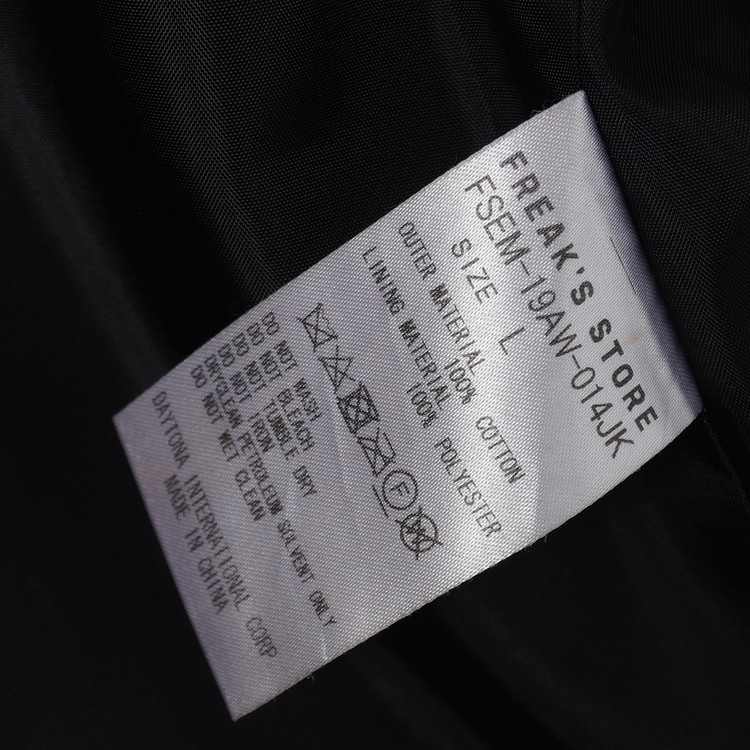 FREAK'S STORE
FSEM-19AW-014JK
SIZE L
OUTER MATERIAL
100% COTTON
LINING MATERIAL
100% POLYESTER
F
W
DO NOT WASH
DO NOT BLEACH
DO NOT TUMBLE DRY
DO NOT IRON
DRYCLEAN PETROLEUM SOLVENT ONLY
DO NOT WET CLEAN
DAYTONA INTERNATIONAL CORP
MADE IN CHINA